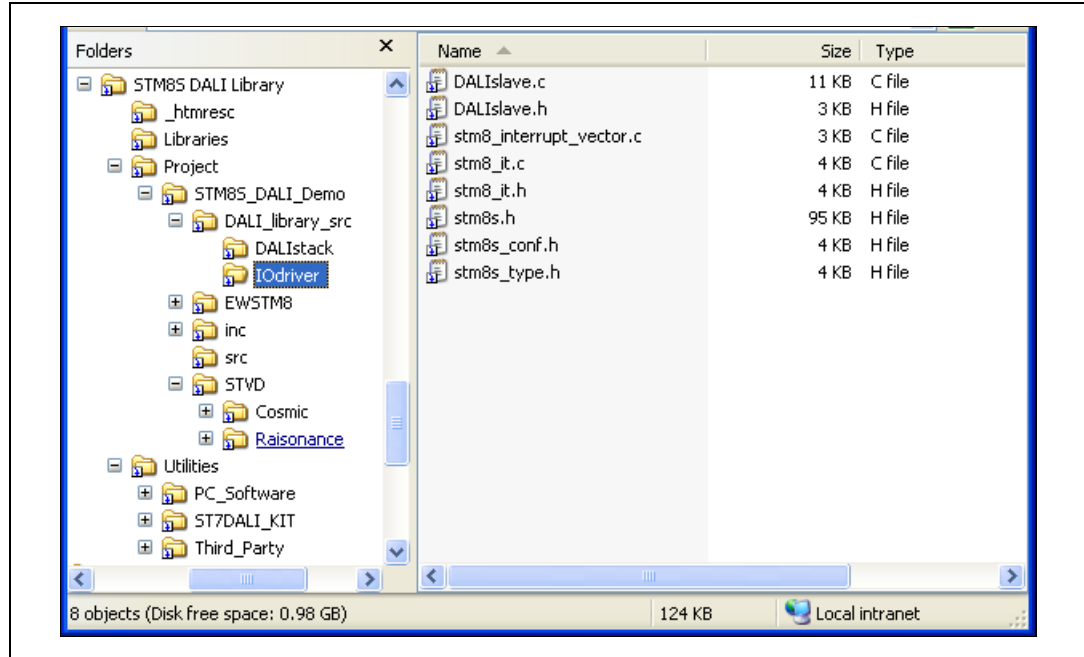 Folders
STM8S DALI Library
_htmresc
Libraries
Project
STM8S_DALI_Demo
DALI_library_src
DALIstack
IOdriver
EWSTM8
inc
src
STVD
Cosmic
Raisonance
Utilities
PC_Software
ST7DALI_KIT
Third_Party
Name Size Type
DALIslave.c 11 KB C file
DALIslave.h 3 KB H file
stm8_interrupt_vector.c 3 KB C file
stm8_it.c 4 KB C file
stm8_it.h 4 KB H file
stm8s.h 95 KB H file
stm8s_conf.h 4 KB H file
stm8s_type.h 4 KB H file
8 objects (Disk free space: 0.98 GB) 124 KB Local intranet